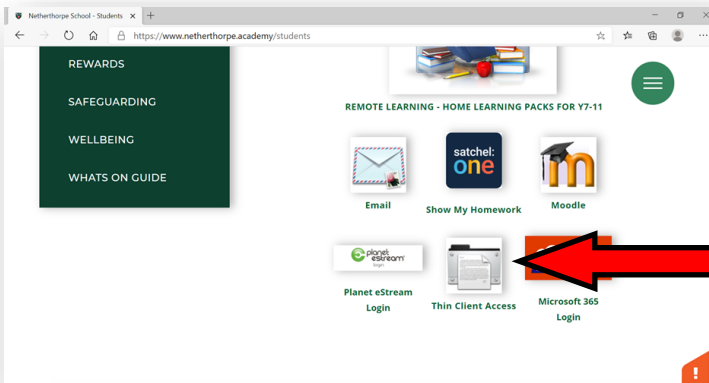 Netherthorpe School - Students
https://www.netherthorpe.academy/students
REWARDS
SAFEGUARDING
WELLBEING
WHATS ON GUIDE
REMOTE LEARNING - HOME LEARNING PACKS FOR Y7-11
satchel:
one
m
Email
Show My Homework
Moodle
planet
estream
login
Planet eStream
Login
Thin Client Access
Microsoft 365
Login
!